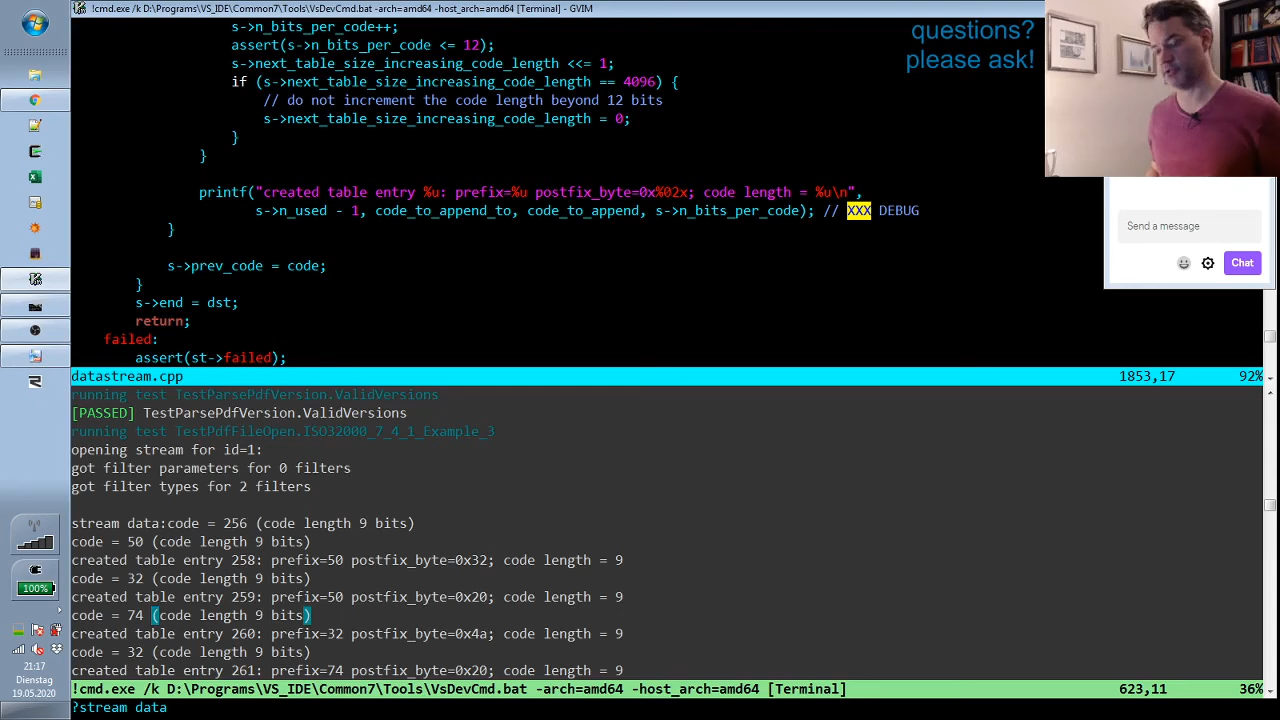 !cmd.exe /k D:\Programs\VS_IDE\Common7\Tools\VsDevCmd.bat -arch=amd64 -host_arch=amd64 [Terminal] - GVIM
questions?
please ask!
s->n_bits_per_code++;
assert(s->n_bits_per_code <= 12);
s->next_table_size_increasing_code_length <<= 1;
if (s->next_table_size_increasing_code_length == 4096) {
// do not increment the code length beyond 12 bits
s->next_table_size_increasing_code_length = 0;
}
}
printf("created table entry %u: prefix=%u postfix_byte=0x%02x; code length = %u\n",
s->n_used - 1, code_to_append_to, code_to_append, s->n_bits_per_code); // XXX DEBUG
}
s->prev_code = code;
}
s->end = dst;
return;
failed:
assert(st->failed);
Send a message
Chat
datastream.cpp 1853,17 92%
running test TestParsePdfVersion.ValidVersions
[PASSED] TestParsePdfVersion.ValidVersions
running test TestPdfFileOpen.ISO32000_7_4_1_Example_3
opening stream for id=1:
got filter parameters for 0 filters
got filter types for 2 filters
stream data:code = 256 (code length 9 bits)
code = 50 (code length 9 bits)
created table entry 258: prefix=50 postfix_byte=0x32; code length = 9
code = 32 (code length 9 bits)
created table entry 259: prefix=50 postfix_byte=0x20; code length = 9
code = 74 (code length 9 bits)
created table entry 260: prefix=32 postfix_byte=0x4a; code length = 9
code = 32 (code length 9 bits)
created table entry 261: prefix=74 postfix_byte=0x20; code length = 9
!cmd.exe /k D:\Programs\VS_IDE\Common7\Tools\VsDevCmd.bat -arch=amd64 -host_arch=amd64 [Terminal] 623,11 36%
?stream data
100%
21:17
Dienstag
19.05.2020